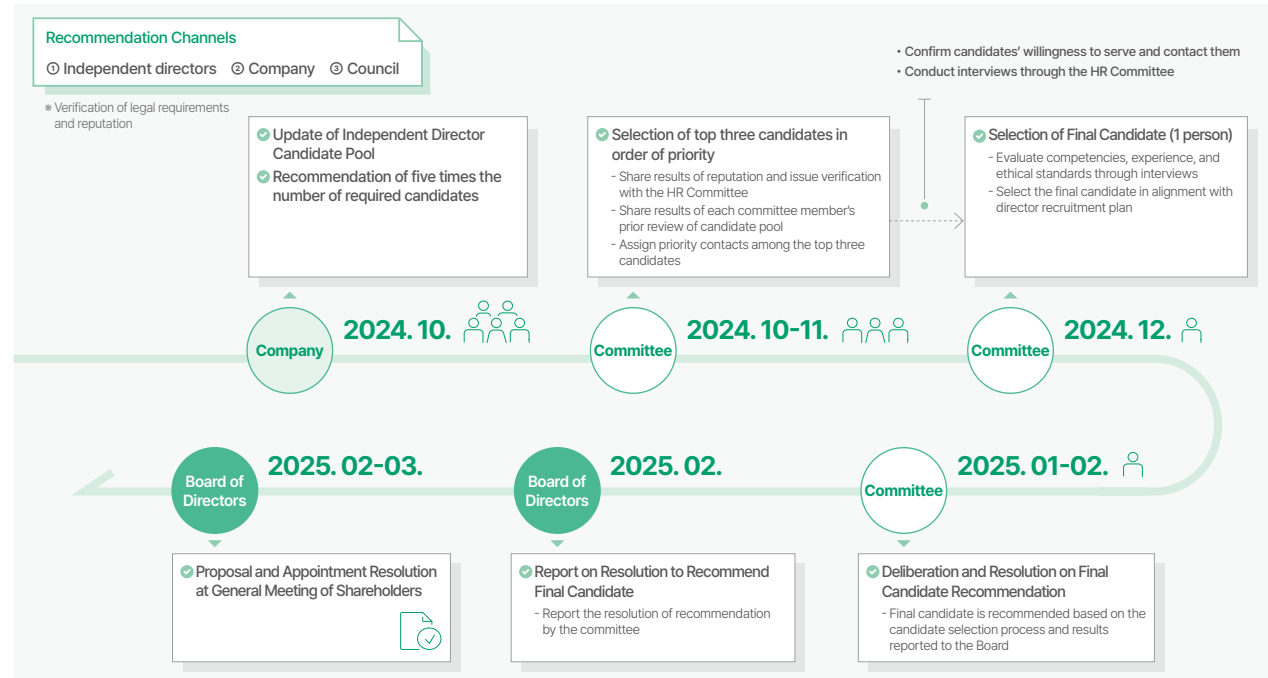 Recommendation Channels
① Independent directors ② Company ③ Council
※ Verification of legal requirements
and reputation
• Confirm candidates' willingness to serve and contact them
• Conduct interviews through the HR Committee
Update of Independent Director
Candidate Pool
Recommendation of five times the
number of required candidates
Selection of top three candidates in
order of priority
- Share results of reputation and issue verification
with the HR Committee
- Share results of each committee member's
prior review of candidate pool
- Assign priority contacts among the top three
candidates
Selection of Final Candidate (1 person)
- Evaluate competencies, experience, and
ethical standards through interviews
- Select the final candidate in alignment with
director recruitment plan
Company
2024. 10.
Committee
2024. 10-11.
Committee
2024. 12.
Board of
Directors
2025. 02-03.
Board of
Directors
2025. 02.
Committee
2025. 01-02.
Proposal and Appointment Resolution
at General Meeting of Shareholders
Report on Resolution to Recommend
Final Candidate
- Report the resolution of recommendation
by the committee
Deliberation and Resolution on Final
Candidate Recommendation
- Final candidate is recommended based on the
candidate selection process and results
reported to the Board